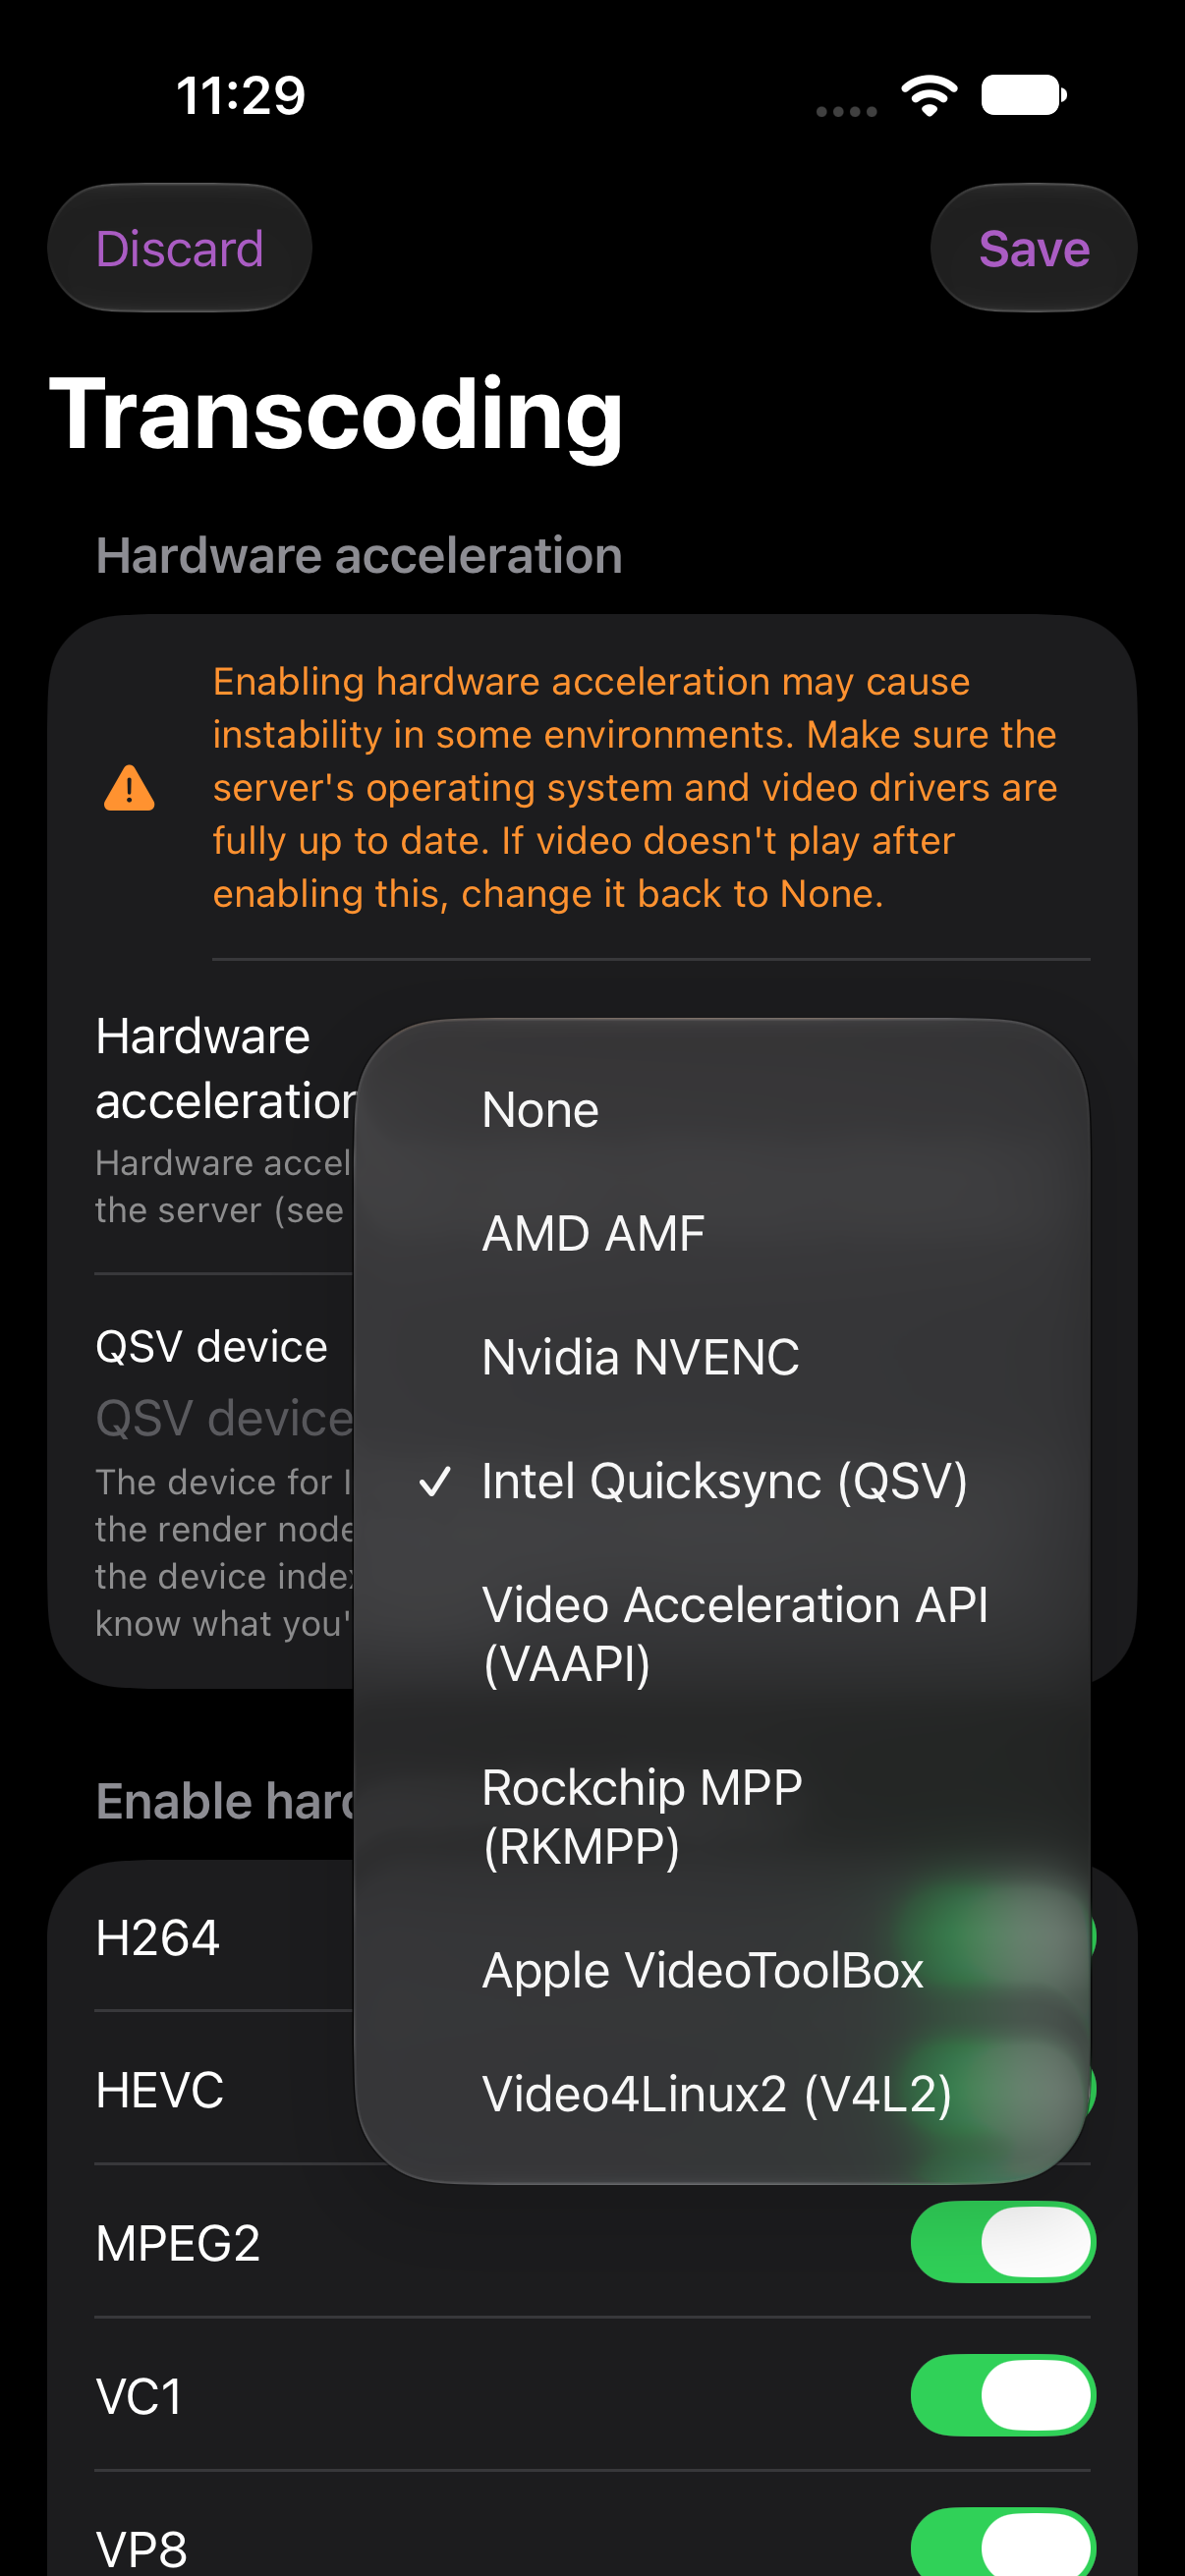 11:29
Discard
Save
Transcoding
Hardware acceleration
Enabling hardware acceleration may cause
instability in some environments. Make sure the
server's operating system and video drivers are
fully up to date. If video doesn't play after
enabling this, change it back to None.
Hardware
acceleration
Hardware accel
the server (see
QSV device
QSV device
The device for I
the render node
the device index
know what you'
None
AMD AMF
Nvidia NVENC
✓ Intel Quicksync (QSV)
Video Acceleration API
(VAAPI)
Rockchip MPP
(RKMPP)
Apple VideoToolBox
Video4Linux2 (V4L2)
Enable hard
H264
HEVC
MPEG2
VC1
VP8